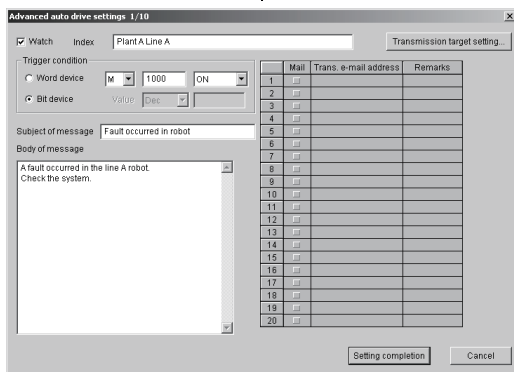 Advanced auto drive settings 1/10
Watch Index Plant A Line A Transmission target setting...
Trigger condition
Word device M 1000 ON
Bit device Value Dec
Subject of message Fault occurred in robot
Body of message
A fault occurred in the line A robot.
Check the system.
Mail Trans. e-mail address Remarks
1
2
3
4
5
6
7
8
9
10
11
12
13
14
15
16
17
18
19
20
Setting completion Cancel